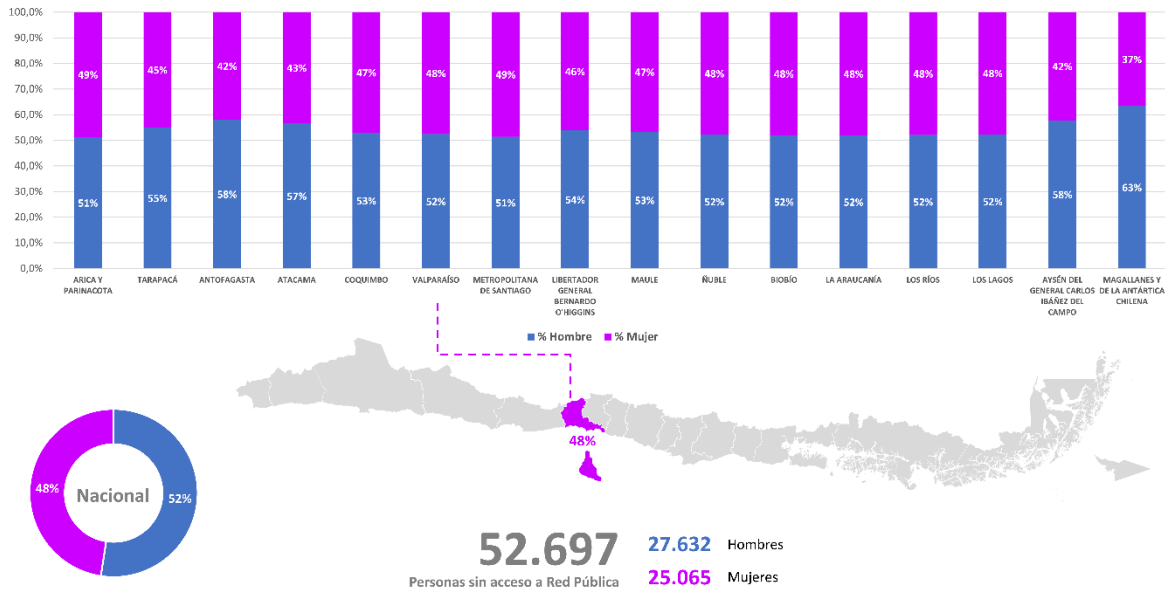 100,0%
90,0%
80,0%
70,0%
60,0%
50,0%
40,0%
30,0%
20,0%
10,0%
0,0%
49%
45%
42%
43%
47%
48%
49%
46%
47%
48%
48%
48%
48%
48%
42%
37%
51%
55%
58%
57%
53%
52%
51%
54%
53%
52%
52%
52%
52%
52%
58%
63%
ARICA Y
PARINACOTA
TARAPACÁ
ANTOFAGASTA
ATACAMA
COQUIMBO
VALPARAÍSO
METROPOLITANA
DE SANTIAGO
LIBERTADOR
GENERAL
BERNARDO
O'HIGGINS
MAULE
ÑUBLE
BIOBÍO
LA ARAUCANÍA
LOS RÍOS
LOS LAGOS
AYSÉN DEL
GENERAL CARLOS
IBÁÑEZ DEL
CAMPO
MAGALLANES Y
DE LA ANTÁRTICA
CHILENA
% Hombre % Mujer
48%
48%
Nacional
52%
52.697
Personas sin acceso a Red Pública
27.632 Hombres
25.065 Mujeres